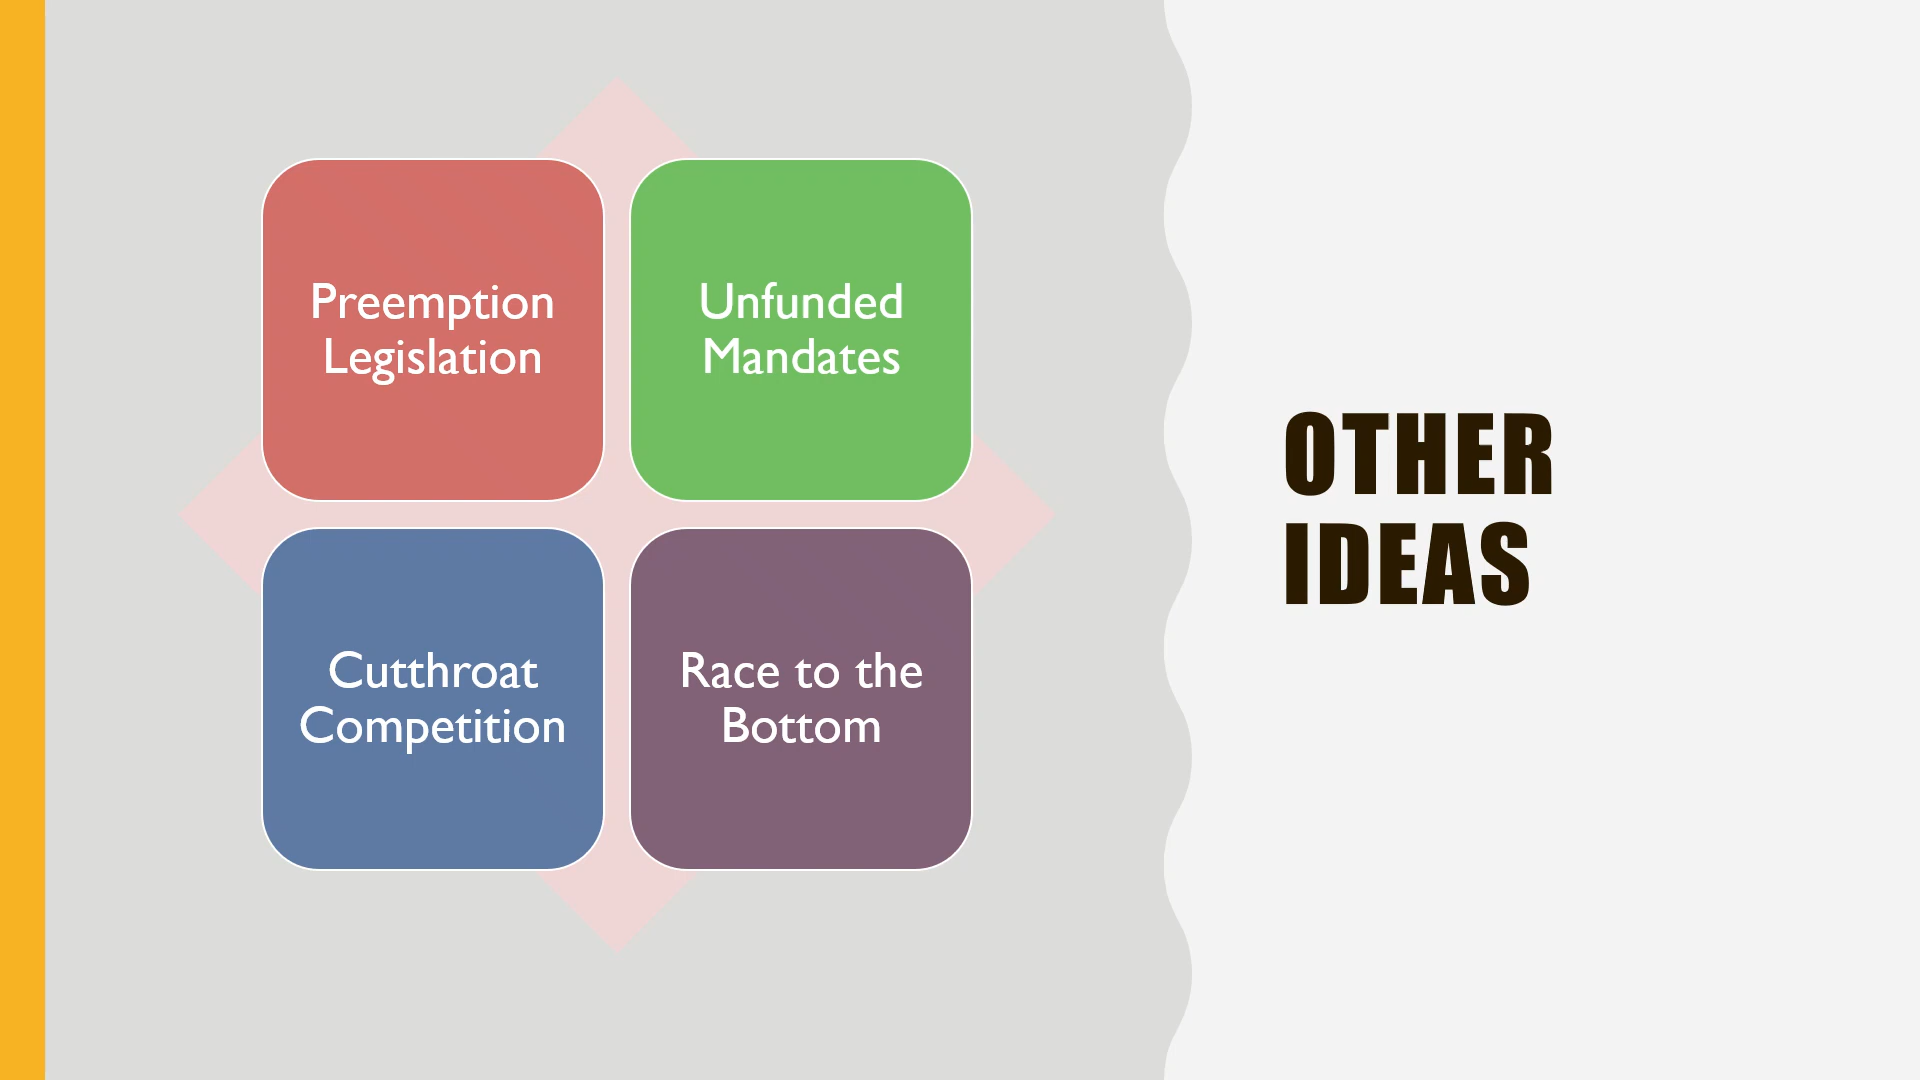 Preemption
Legislation
Unfunded
Mandates
Cutthroat
Competition
Race to the
Bottom
OTHER
IDEAS